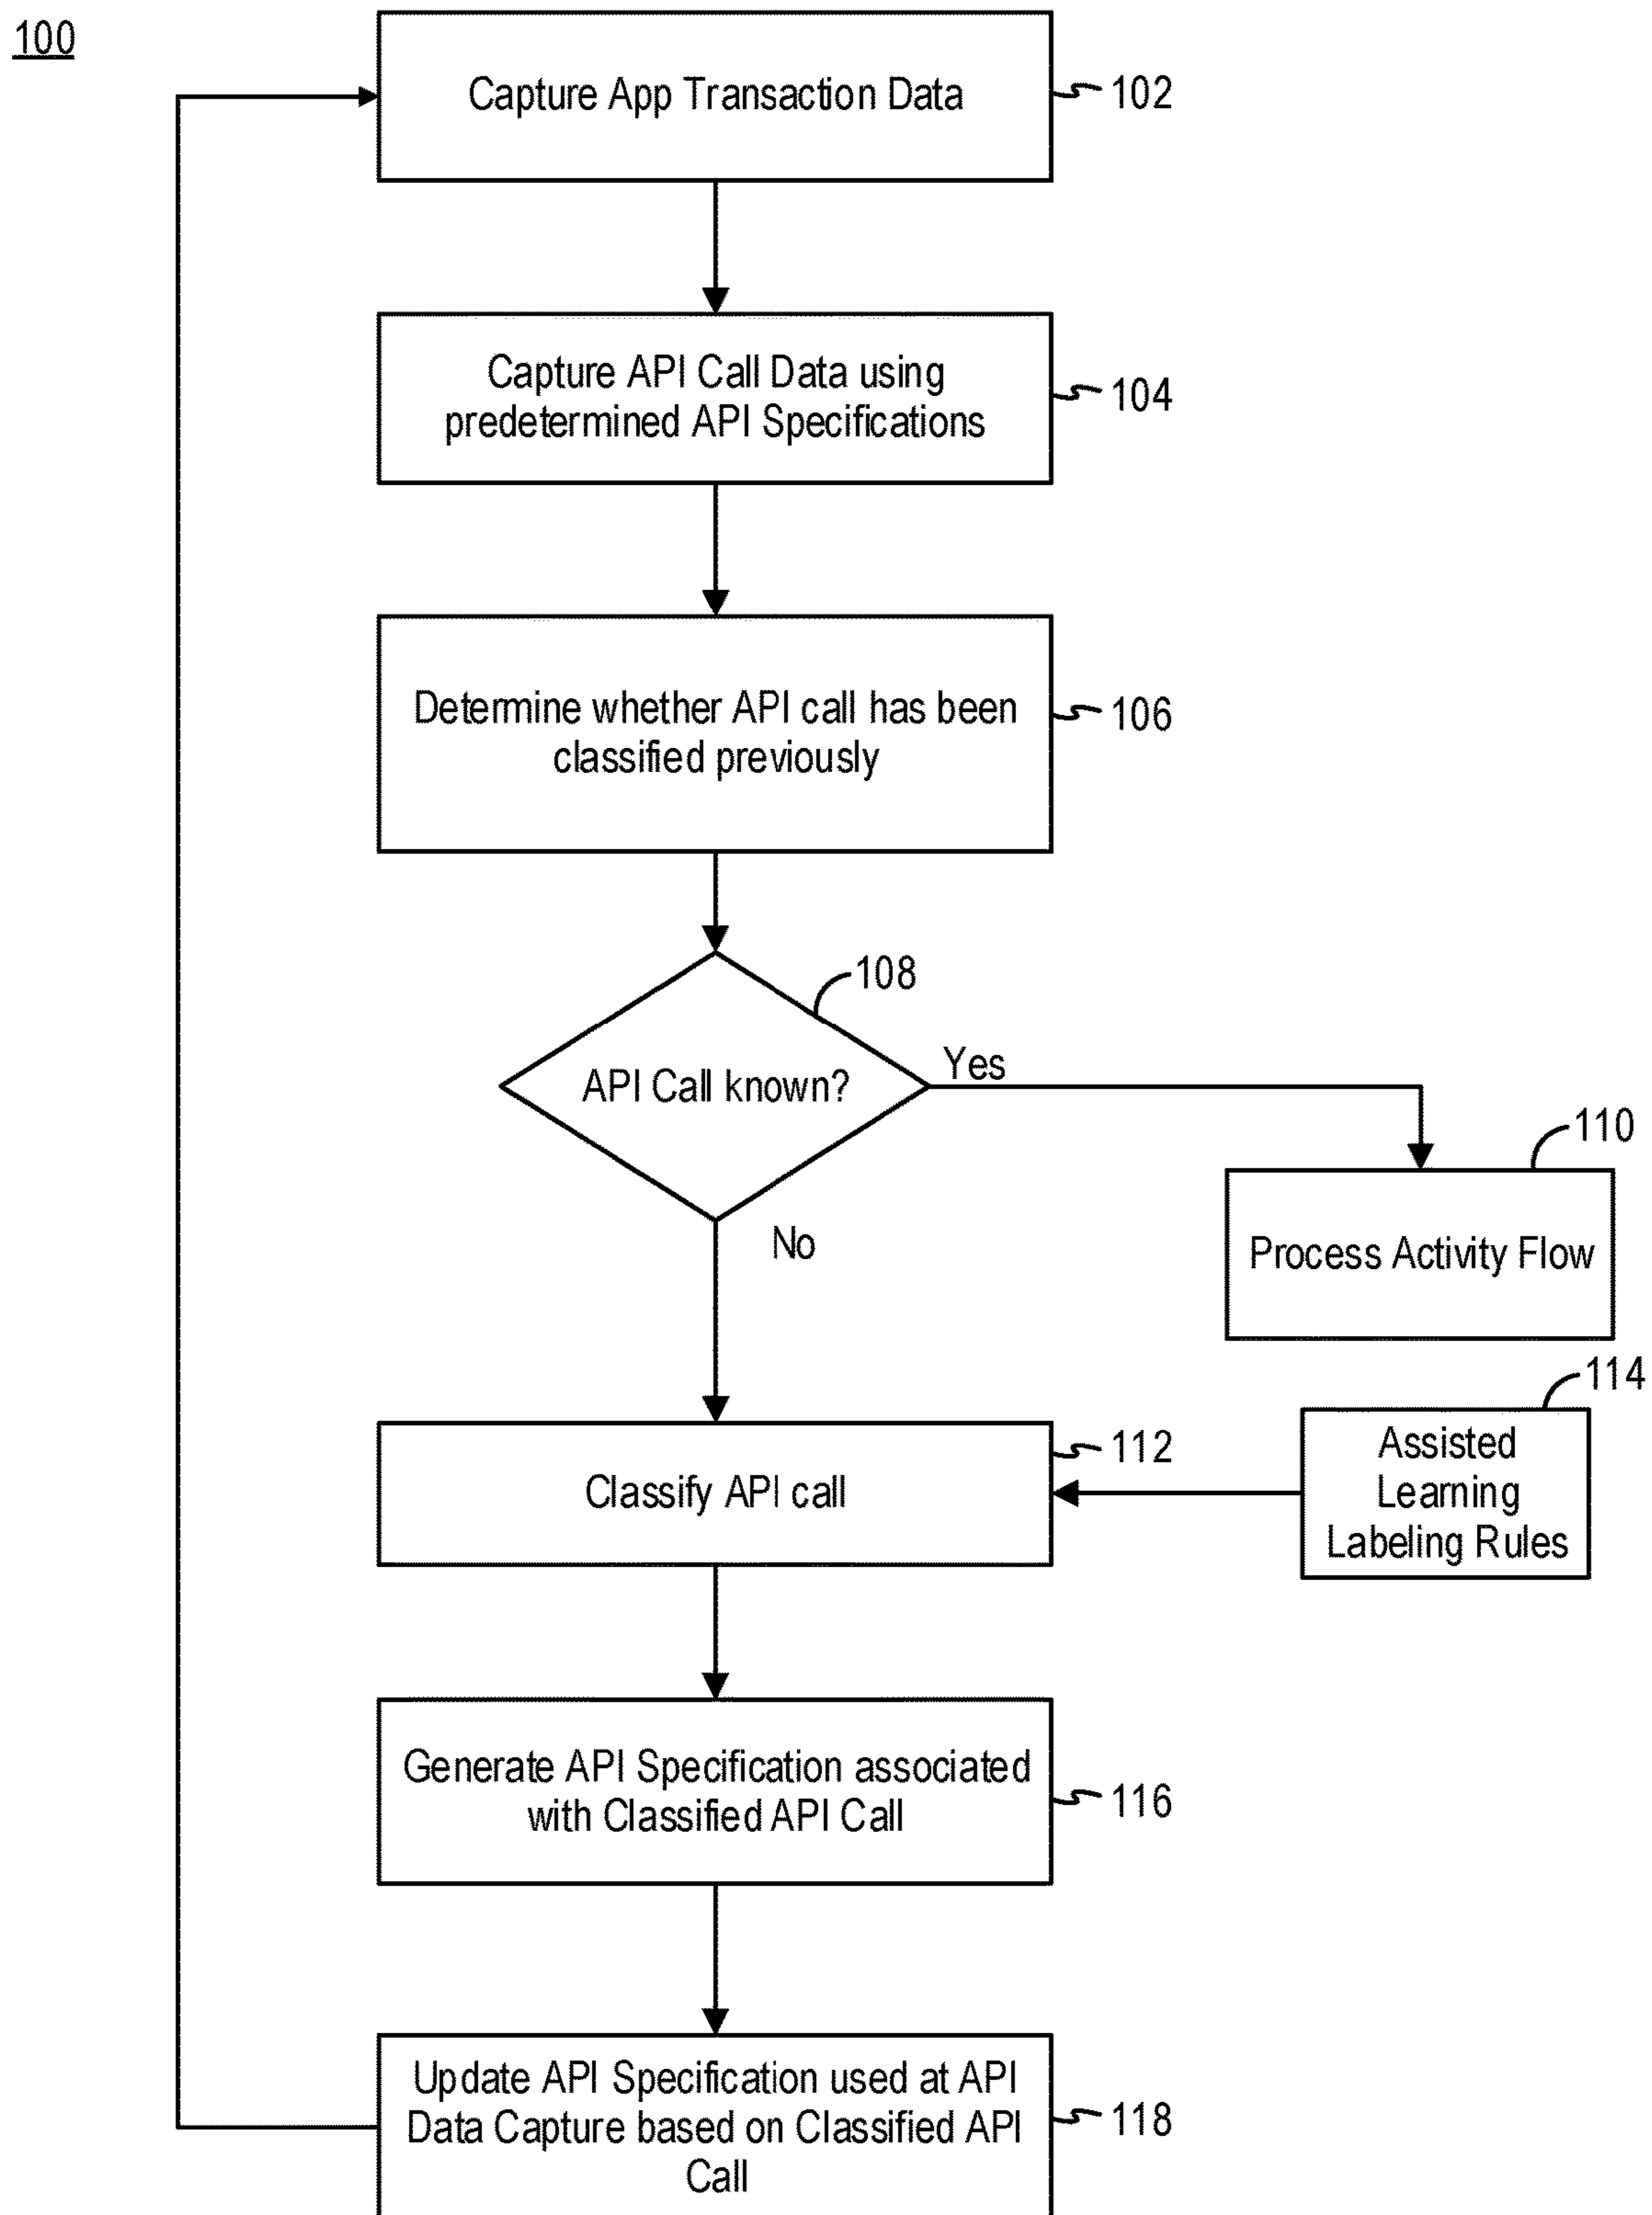 100
Capture App Transaction Data
102
Capture API Call Data using
predetermined API Specifications
104
Determine whether API call has been
classified previously
106
108
API Call known?
Yes
No
110
Process Activity Flow
114
Assisted
Learning
Labeling Rules
112
Classify API call
Generate API Specification associated
with Classified API Call
116
Update API Specification used at API
Data Capture based on Classified API
Call
118